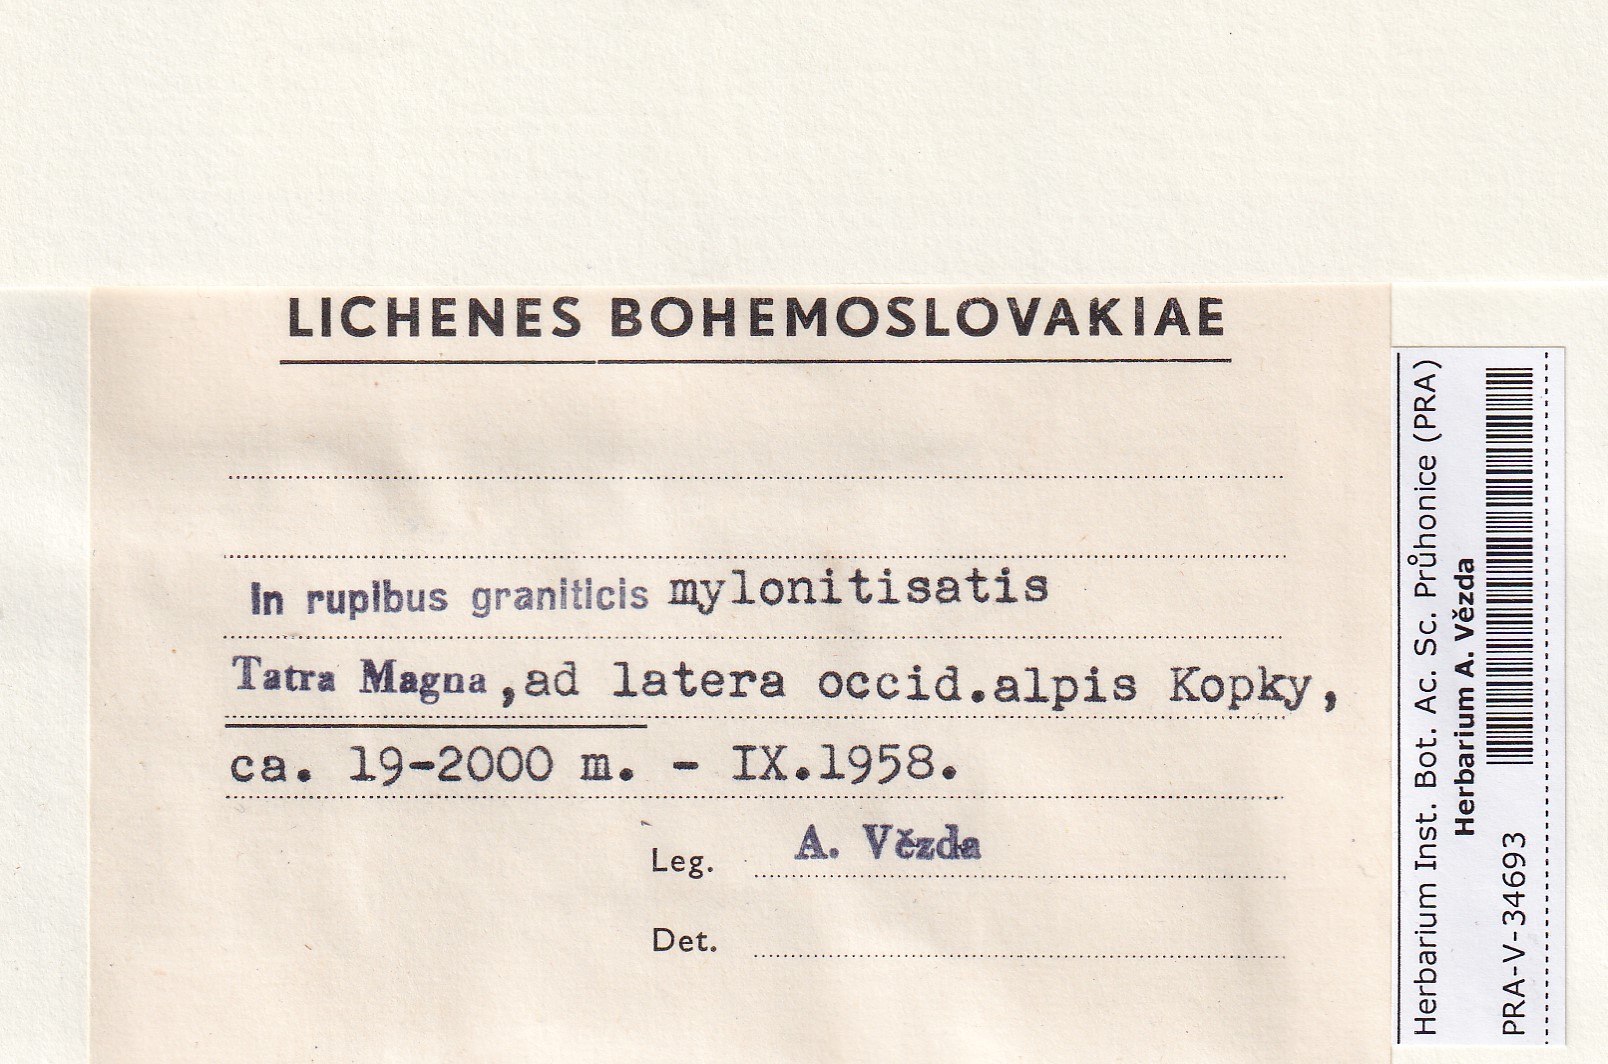 LICHENES BOHEMOSLOVAKIAE
In rupibus graniticis mylonitisatis
Tatra Magna, ad latera occid.alpis Kopky,
ca. 19-2000 m. - IX.1958.
Leg. A. Vězda
Det.
Herbarium Inst. Bot. Ac. Sc. Průhonice (PRA)
Herbarium A. Vězda
PRA-V-34693